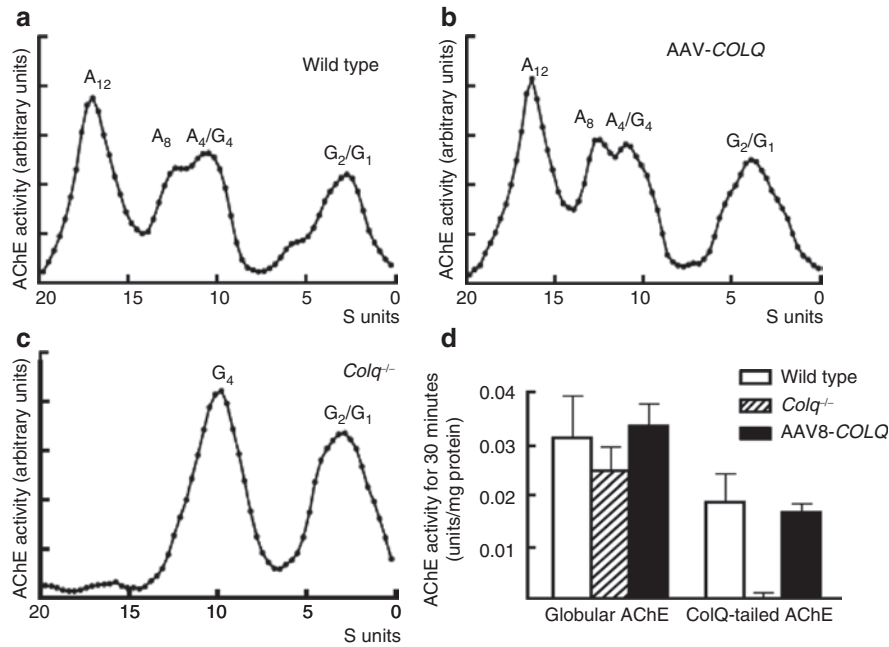 a
Wild type
AChE activity (arbitrary units)
A12
A8 A4/G4
G2/G1
20 15 10 5 0
S units
b
AAV-COLQ
AChE activity (arbitrary units)
A12
A8 A4/G4
G2/G1
20 15 10 5 0
S units
c
Colq–/–
AChE activity (arbitrary units)
G4
G2/G1
20 15 10 5 0
S units
d
AChE activity for 30 minutes
(units/mg protein)
0.04
0.03
0.02
0.01
Wild type
Colq–/–
AAV8-COLQ
Globular AChE ColQ-tailed AChE